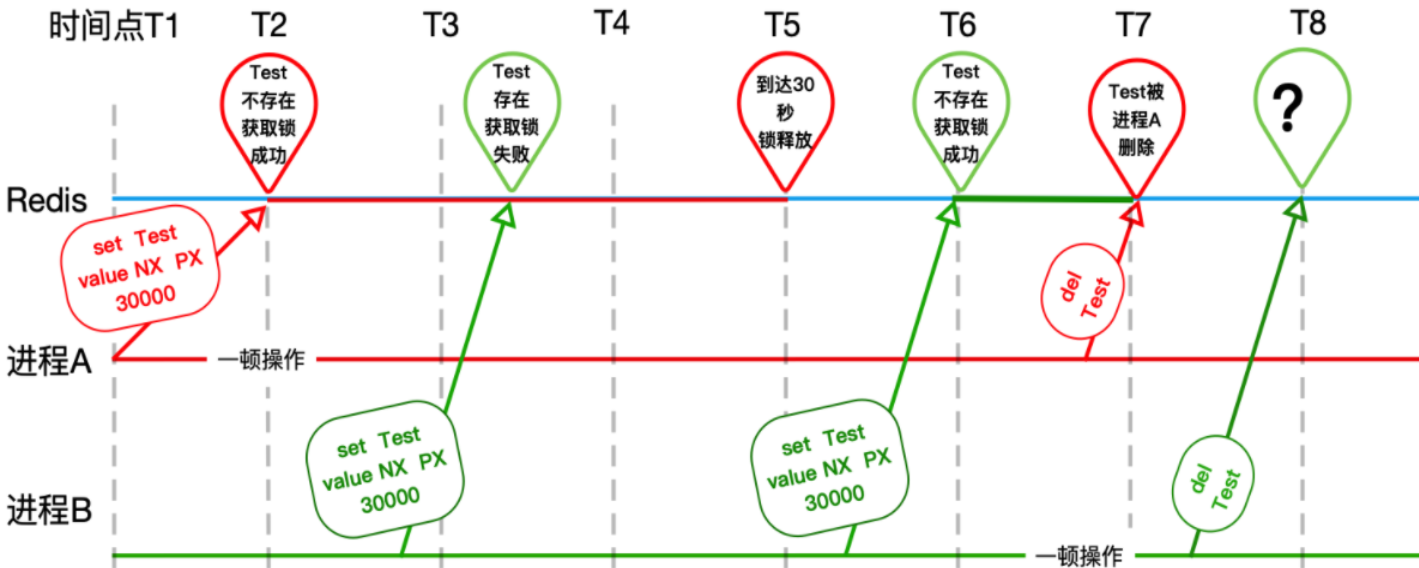 时间点T1 T2 T3 T4 T5 T6 T7 T8
Test
不存在
获取锁
成功
Test
存在
获取锁
失败
到达30
秒
锁释放
Test
不存在
获取锁
成功
Test被
进程A
删除
?
Redis
set Test
value NX PX
30000
del
Test
进程A
一顿操作
set Test
value NX PX
30000
set Test
value NX PX
30000
del
Test
进程B
一顿操作